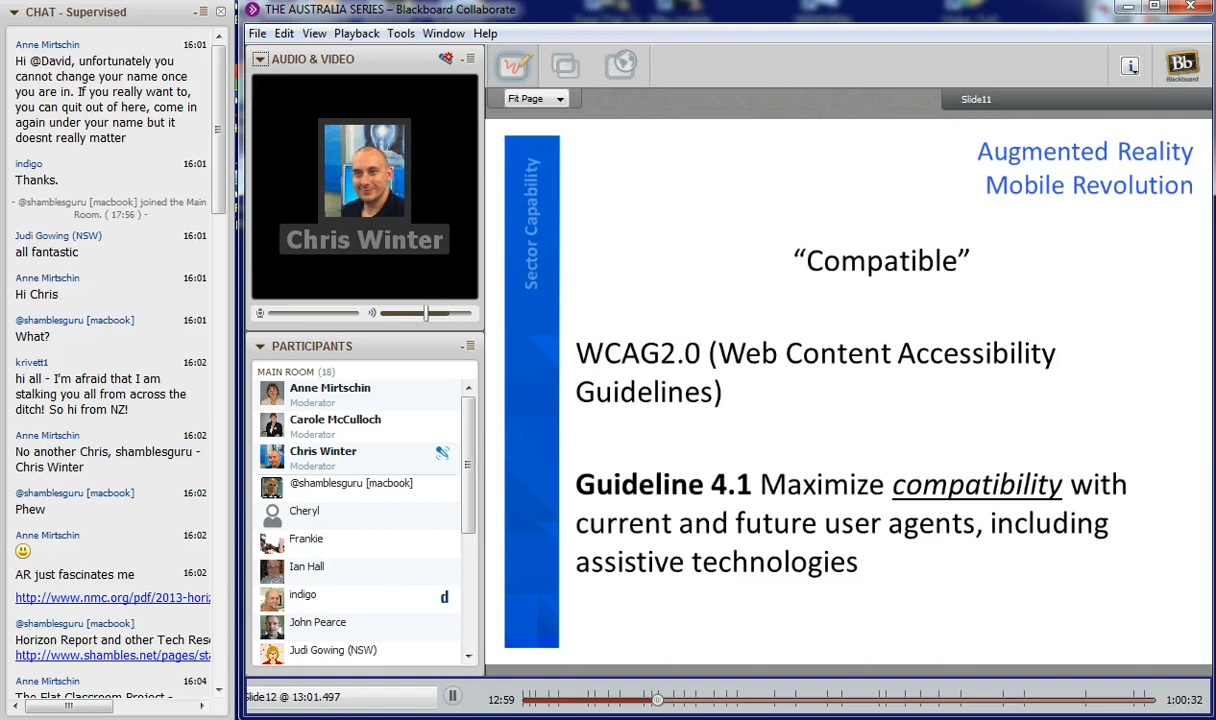 CHAT - Supervised
Anne Mirtschin 16:01
Hi @David, unfortunately you
cannot change your name once
you are in. If you really want to,
you can quit out of here, come in
again under your name but it
doesnt really matter
indigo 16:01
Thanks.
- @shamblesguru [macbook] joined the Main
Room. ( 17:56 ) -
Judi Gowing (NSW) 16:01
all fantastic
Anne Mirtschin 16:01
Hi Chris
@shamblesguru [macbook] 16:01
What?
krivett1 16:02
hi all - I'm afraid that I am
stalking you all from across the
ditch! So hi from NZ!
Anne Mirtschin 16:02
No another Chris, shamblesguru -
Chris Winter
@shamblesguru [macbook] 16:02
Phew
Anne Mirtschin 16:02
AR just fascinates me 16:02
http://www.nmc.org/pdf/2013-hori
@shamblesguru [macbook] 16:03
Horizon Report and other Tech Res
http://www.shambles.net/pages/st
Anne Mirtschin 16:04
The Flat Classroom Project -
THE AUSTRALIA SERIES – Blackboard Collaborate
File Edit View Playback Tools Window Help
AUDIO & VIDEO
Chris Winter
PARTICIPANTS
MAIN ROOM (18)
Anne Mirtschin
Moderator
Carole McCulloch
Moderator
Chris Winter
Moderator
@shamblesguru [macbook]
Cheryl
Frankie
Ian Hall
indigo
d
John Pearce
Judi Gowing (NSW)
Slide12 @ 13:01.497
i
Bb
Blackboard
Fit Page
Slide11
Sector Capability
Augmented Reality
Mobile Revolution
“Compatible”
WCAG2.0 (Web Content Accessibility
Guidelines)
Guideline 4.1 Maximize compatibility with
current and future user agents, including
assistive technologies
12:59
1:00:32